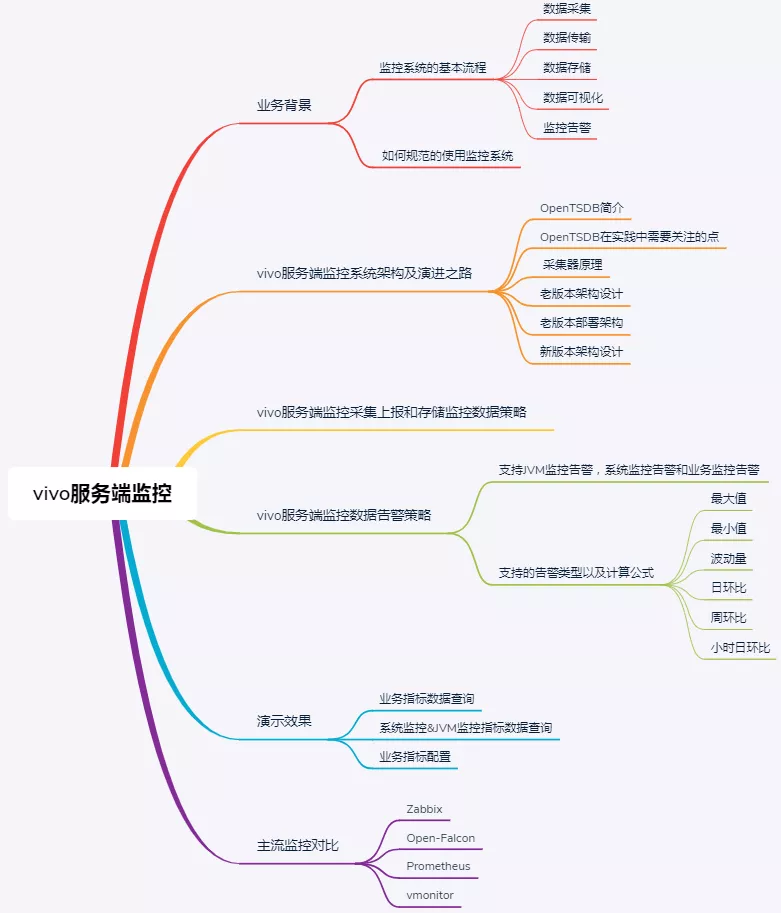 vivo服务端监控
业务背景
监控系统的基本流程
数据采集
数据传输
数据存储
数据可视化
监控告警
如何规范的使用监控系统
vivo服务端监控系统架构及演进之路
OpenTSDB简介
OpenTSDB在实践中需要关注的点
采集器原理
老版本架构设计
老版本部署架构
新版本架构设计
vivo服务端监控采集上报和存储监控数据策略
vivo服务端监控数据告警策略
支持JVM监控告警，系统监控告警和业务监控告警
支持的告警类型以及计算公式
最大值
最小值
波动量
日环比
周环比
小时日环比
演示效果
业务指标数据查询
系统监控&JVM监控指标数据查询
业务指标配置
主流监控对比
Zabbix
Open-Falcon
Prometheus
vmonitor